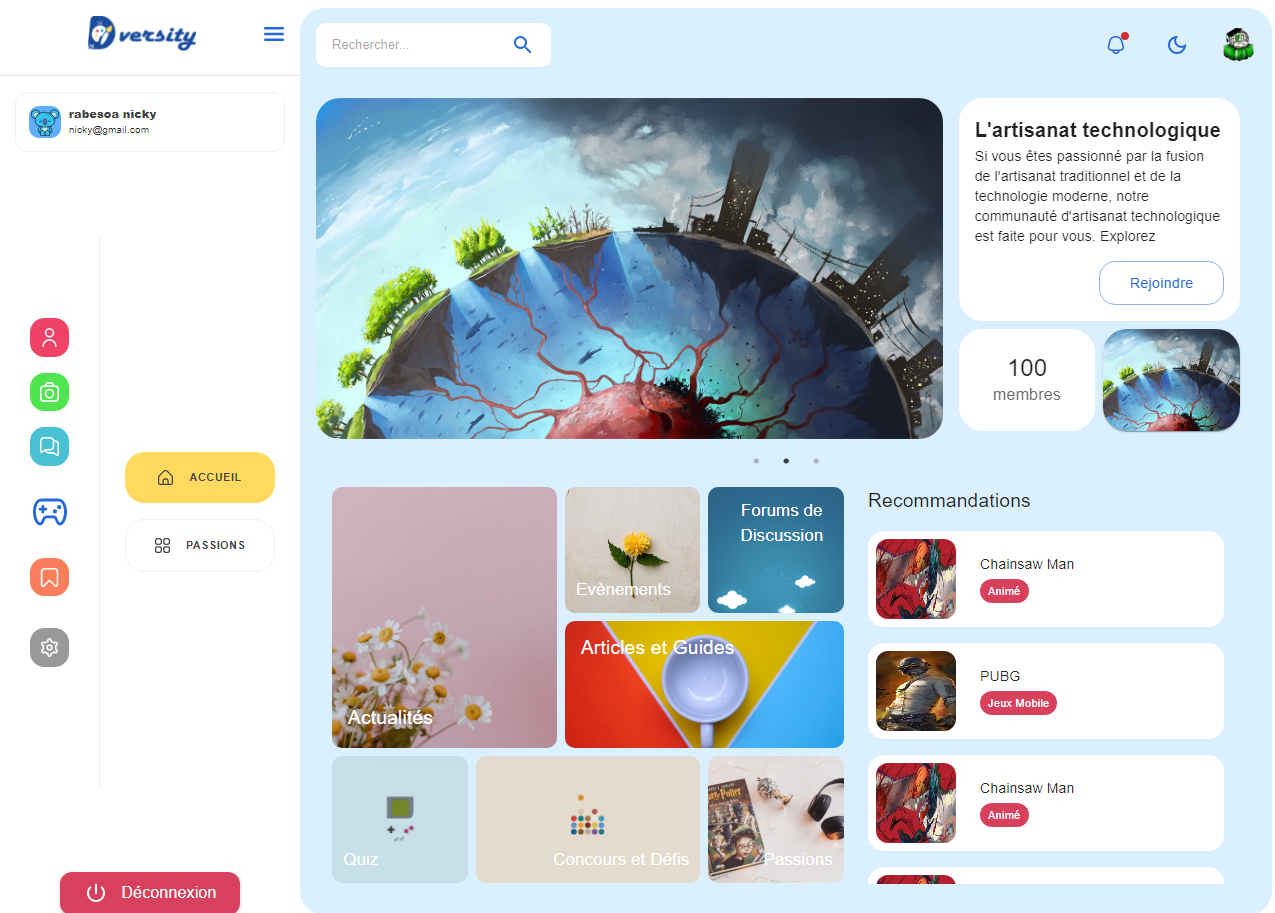 Dversity
Rechercher...
rabesoa nicky
nicky@gmail.com
ACCUEIL
PASSIONS
Déconnexion
L'artisanat technologique
Si vous êtes passionné par la fusion
de l'artisanat traditionnel et de la
technologie moderne, notre
communauté d'artisanat technologique
est faite pour vous. Explorez
Rejoindre
100
membres
Actualités
Evènements
Forums de
Discussion
Articles et Guides
Quiz
Concours et Défis
Harry Potter
Passions
Recommandations
Chainsaw Man
Animé
PUBG
Jeux Mobile
Chainsaw Man
Animé